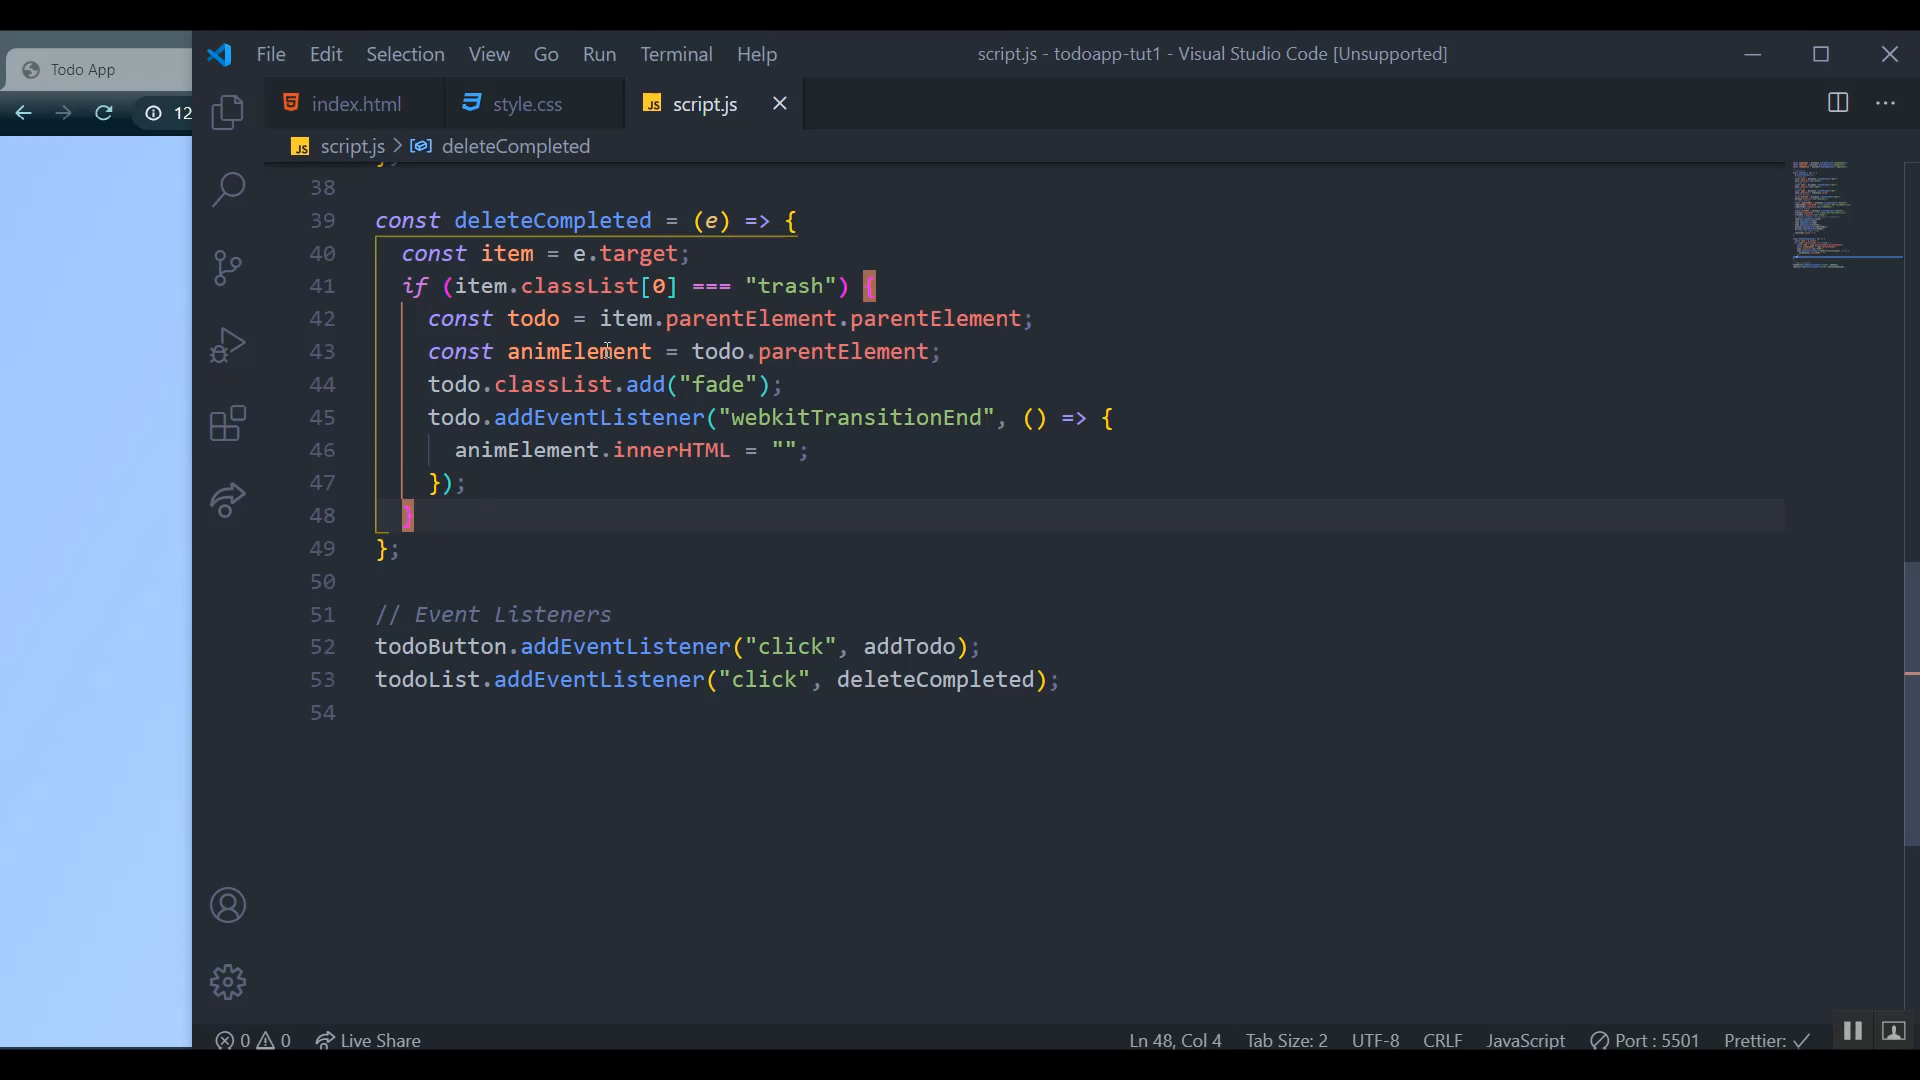 Todo App
File Edit Selection View Go Run Terminal Help
script.js - todoapp-tut1 - Visual Studio Code [Unsupported]
12
index.html
style.css
JS script.js
JS script.js > deleteCompleted
38
39 const deleteCompleted = (e) => {
40 const item = e.target;
41 if (item.classList[0] === "trash") {
42 const todo = item.parentElement.parentElement;
43 const animElement = todo.parentElement;
44 todo.classList.add("fade");
45 todo.addEventListener("webkitTransitionEnd", () => {
46 animElement.innerHTML = "";
47 });
48 }
49 };
50
51 // Event Listeners
52 todoButton.addEventListener("click", addTodo);
53 todoList.addEventListener("click", deleteCompleted);
54
0 0 Live Share Ln 48, Col 4 Tab Size: 2 UTF-8 CRLF JavaScript Port : 5501 Prettier: ✓